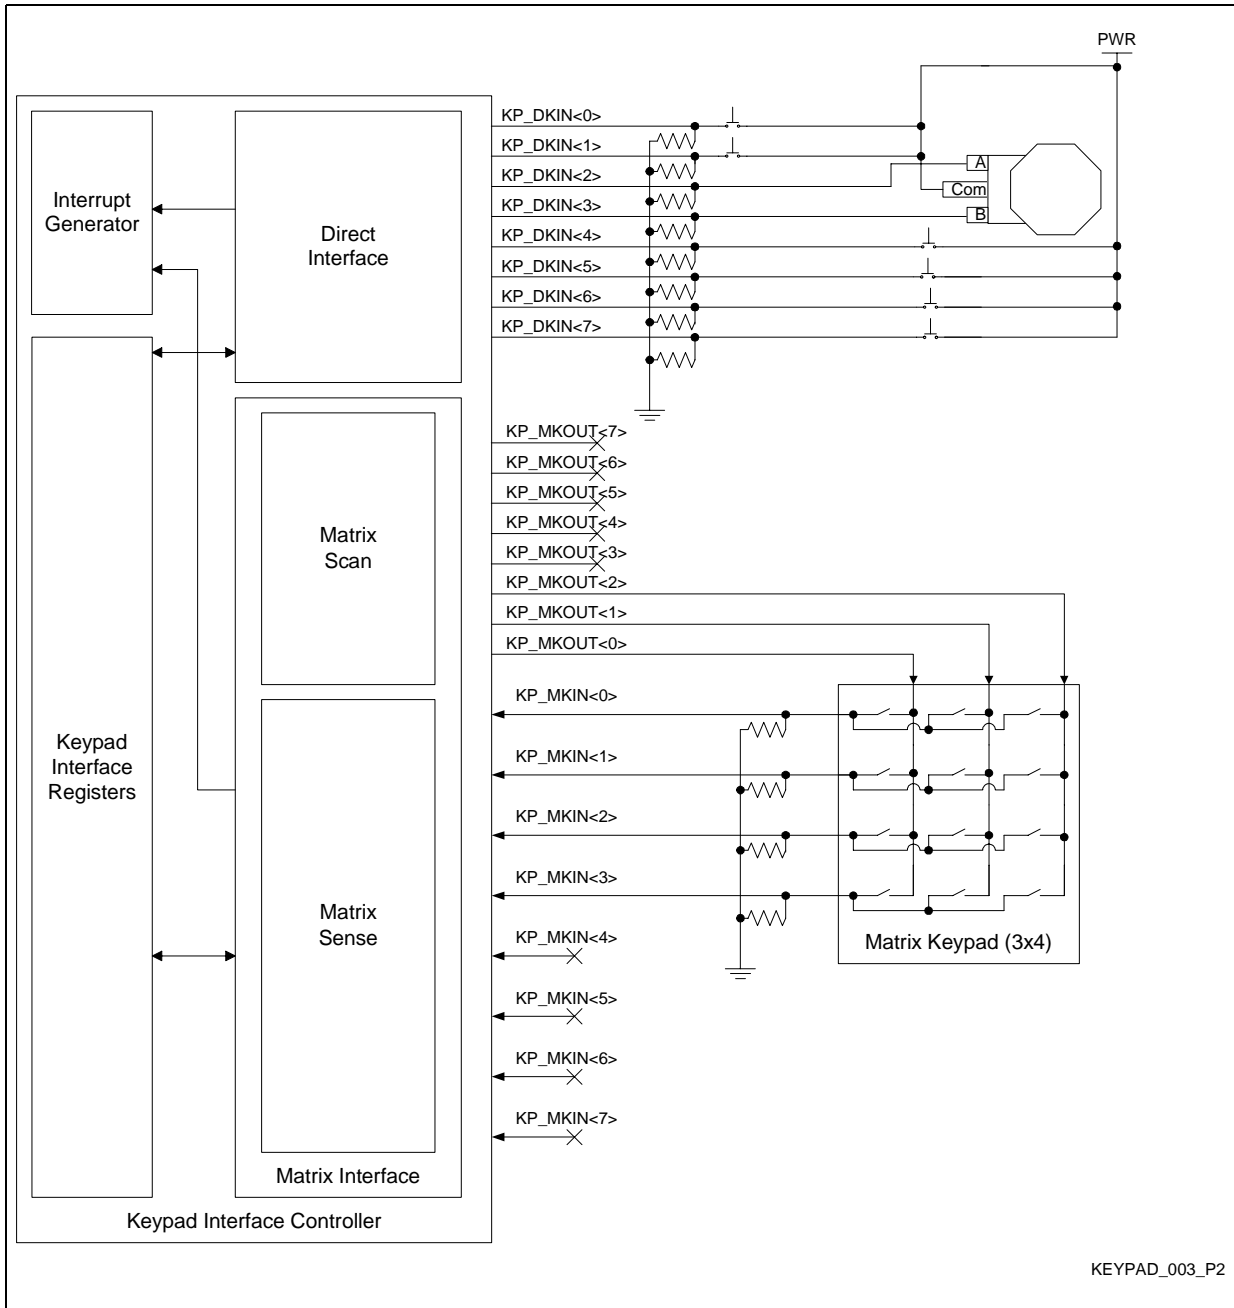 PWR
KP_DKIN<0>
KP_DKIN<1>
KP_DKIN<2>
KP_DKIN<3>
KP_DKIN<4>
KP_DKIN<5>
KP_DKIN<6>
KP_DKIN<7>
A
Com
B
Interrupt
Generator
Direct
Interface
KP_MKOUT<7>
KP_MKOUT<6>
KP_MKOUT<5>
KP_MKOUT<4>
KP_MKOUT<3>
KP_MKOUT<2>
KP_MKOUT<1>
KP_MKOUT<0>
Matrix
Scan
KP_MKIN<0>
KP_MKIN<1>
KP_MKIN<2>
KP_MKIN<3>
KP_MKIN<4>
KP_MKIN<5>
KP_MKIN<6>
KP_MKIN<7>
Keypad
Interface
Registers
Matrix
Sense
Matrix Keypad (3x4)
Matrix Interface
Keypad Interface Controller
KEYPAD_003_P2